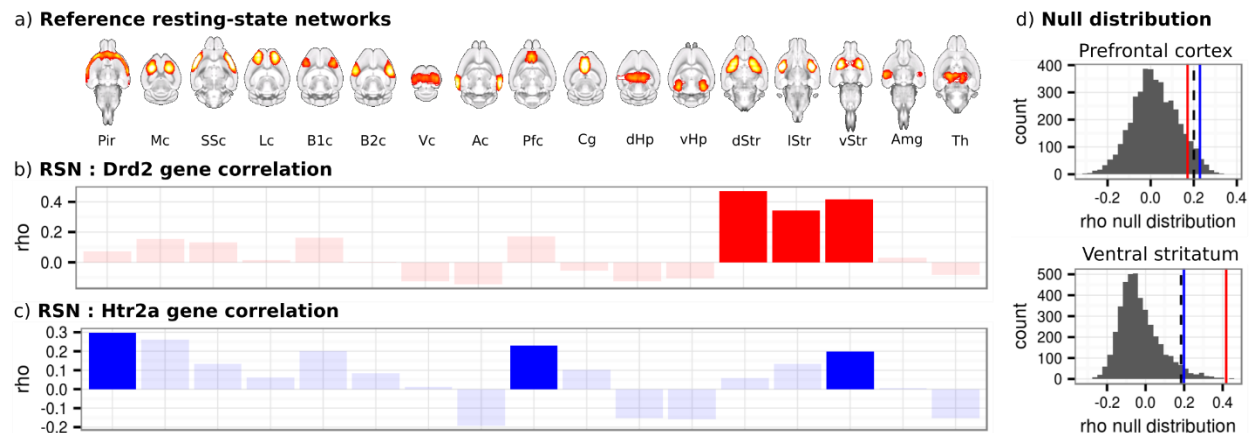 a) Reference resting-state networks
Pir Mc SSc Lc B1c B2c Vc Ac Pfc Cg dHp vHp dStr lStr vStr Amg Th
b) RSN : Drd2 gene correlation
rho
0.4
0.2
0.0
c) RSN : Htr2a gene correlation
rho
0.3
0.2
0.1
0.0
-0.1
-0.2
d) Null distribution
Prefrontal cortex
count
400
300
200
100
0
-0.2 0.0 0.2 0.4
rho null distribution
Ventral stritatum
count
500
400
300
200
100
0
-0.2 0.0 0.2 0.4
rho null distribution